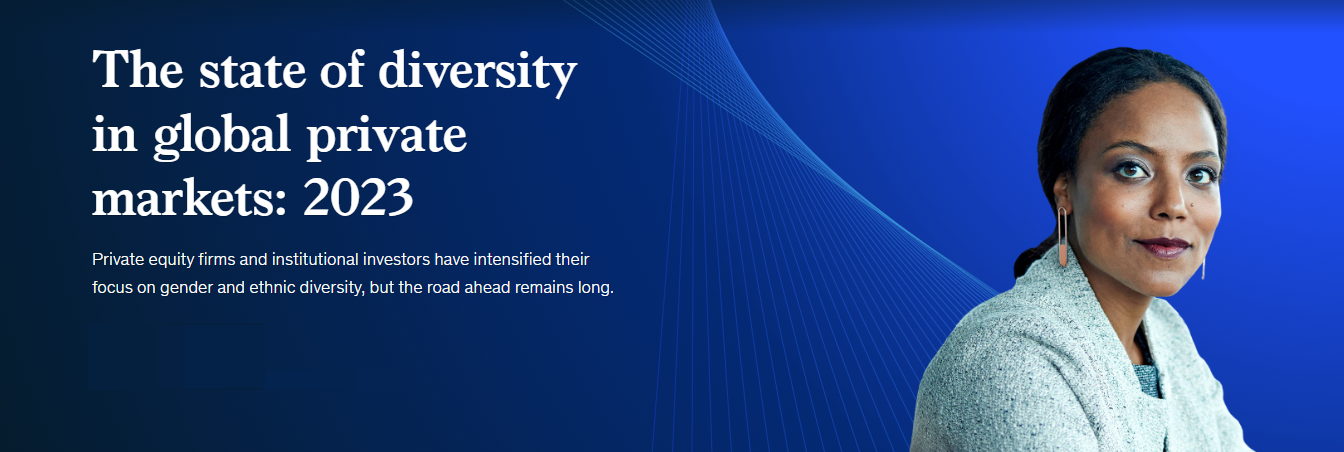 The state of diversity
in global private
markets: 2023
Private equity firms and institutional investors have intensified their
focus on gender and ethnic diversity, but the road ahead remains long.